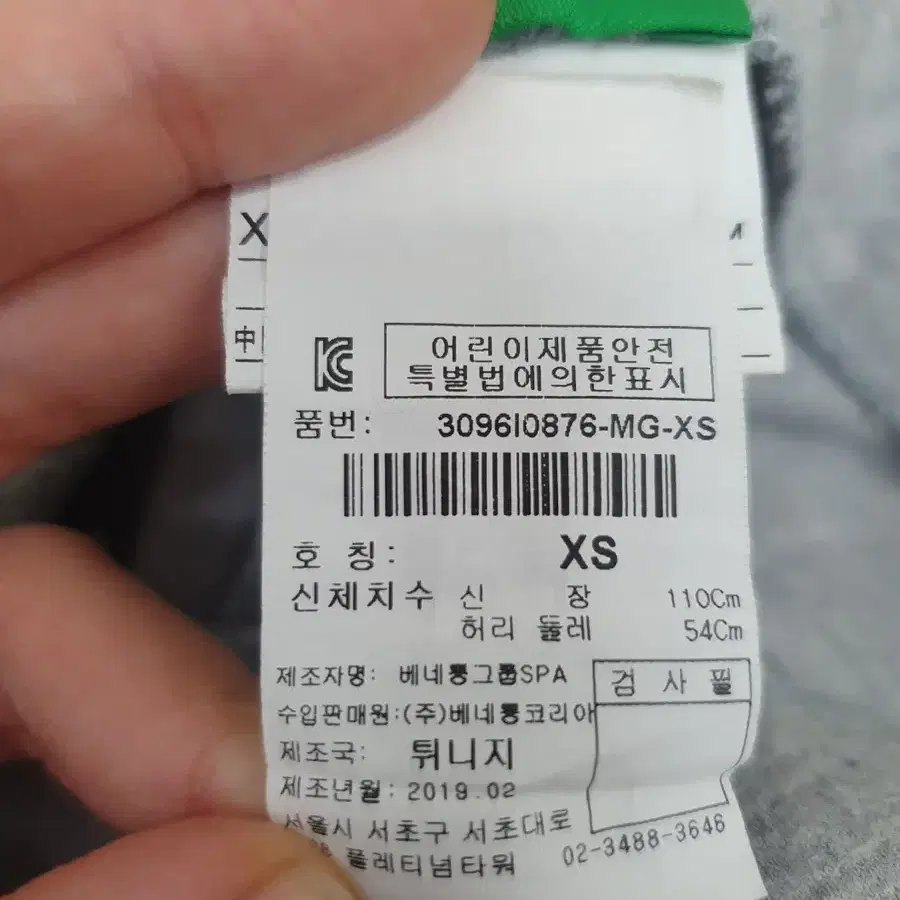 X
中
KC
어린이제품안전
특별법에의한표시
품번: 3096I0876-MG-XS
호 칭: XS
신체치수 신 장 110Cm
허리 둘레 54Cm
제조자명: 베네통그룹SPA
검 사 필
수입판매원:(주)베네통코리아
제조국: 튀니지
제조년월: 2019.02
서울시 서초구 서초대로
플레티넘타워 02-3488-3646